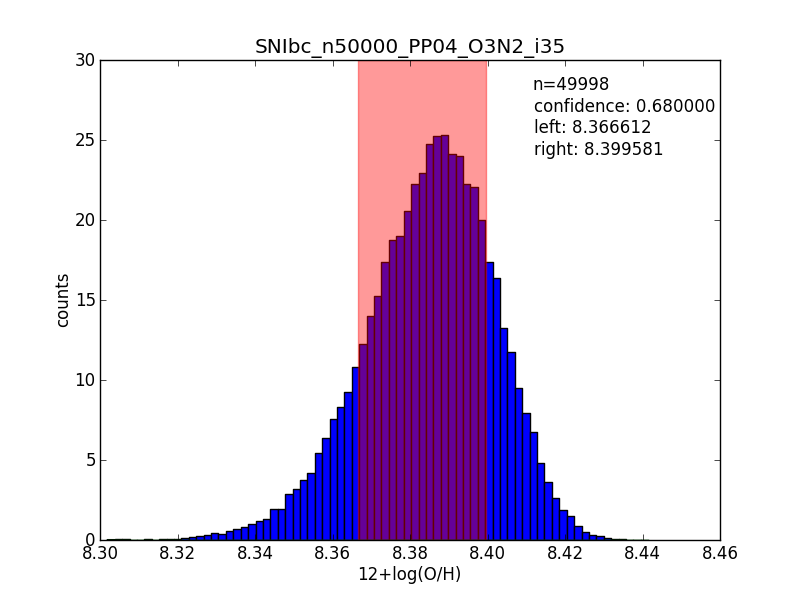 SNIbc_n50000_PP04_O3N2_i35
30
25
20
15
10
5
0
n=49998
confidence: 0.680000
left: 8.366612
right: 8.399581
counts
8.30 8.32 8.34 8.36 8.38 8.40 8.42 8.44 8.46
12+log(O/H)